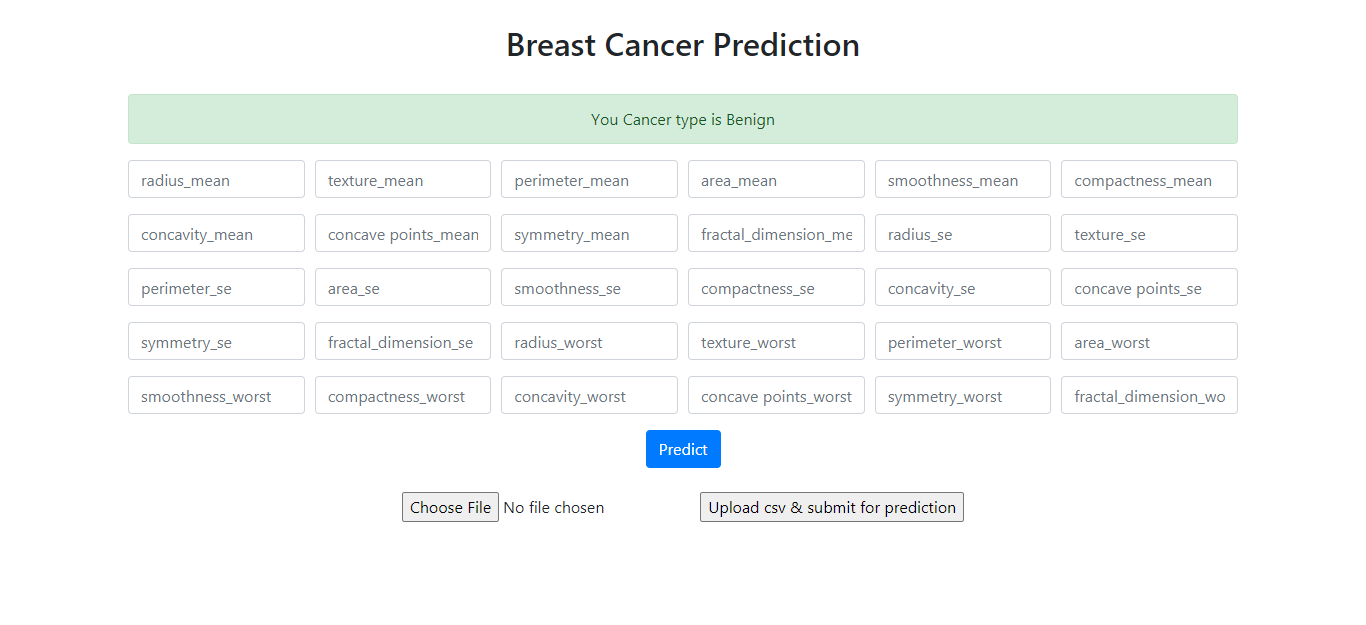 Breast Cancer Prediction
You Cancer type is Benign
radius_mean texture_mean perimeter_mean area_mean smoothness_mean compactness_mean
concavity_mean concave points_mean symmetry_mean fractal_dimension_me radius_se texture_se
perimeter_se area_se smoothness_se compactness_se concavity_se concave points_se
symmetry_se fractal_dimension_se radius_worst texture_worst perimeter_worst area_worst
smoothness_worst compactness_worst concavity_worst concave points_worst symmetry_worst fractal_dimension_wo
Predict
Choose File No file chosen Upload csv & submit for prediction